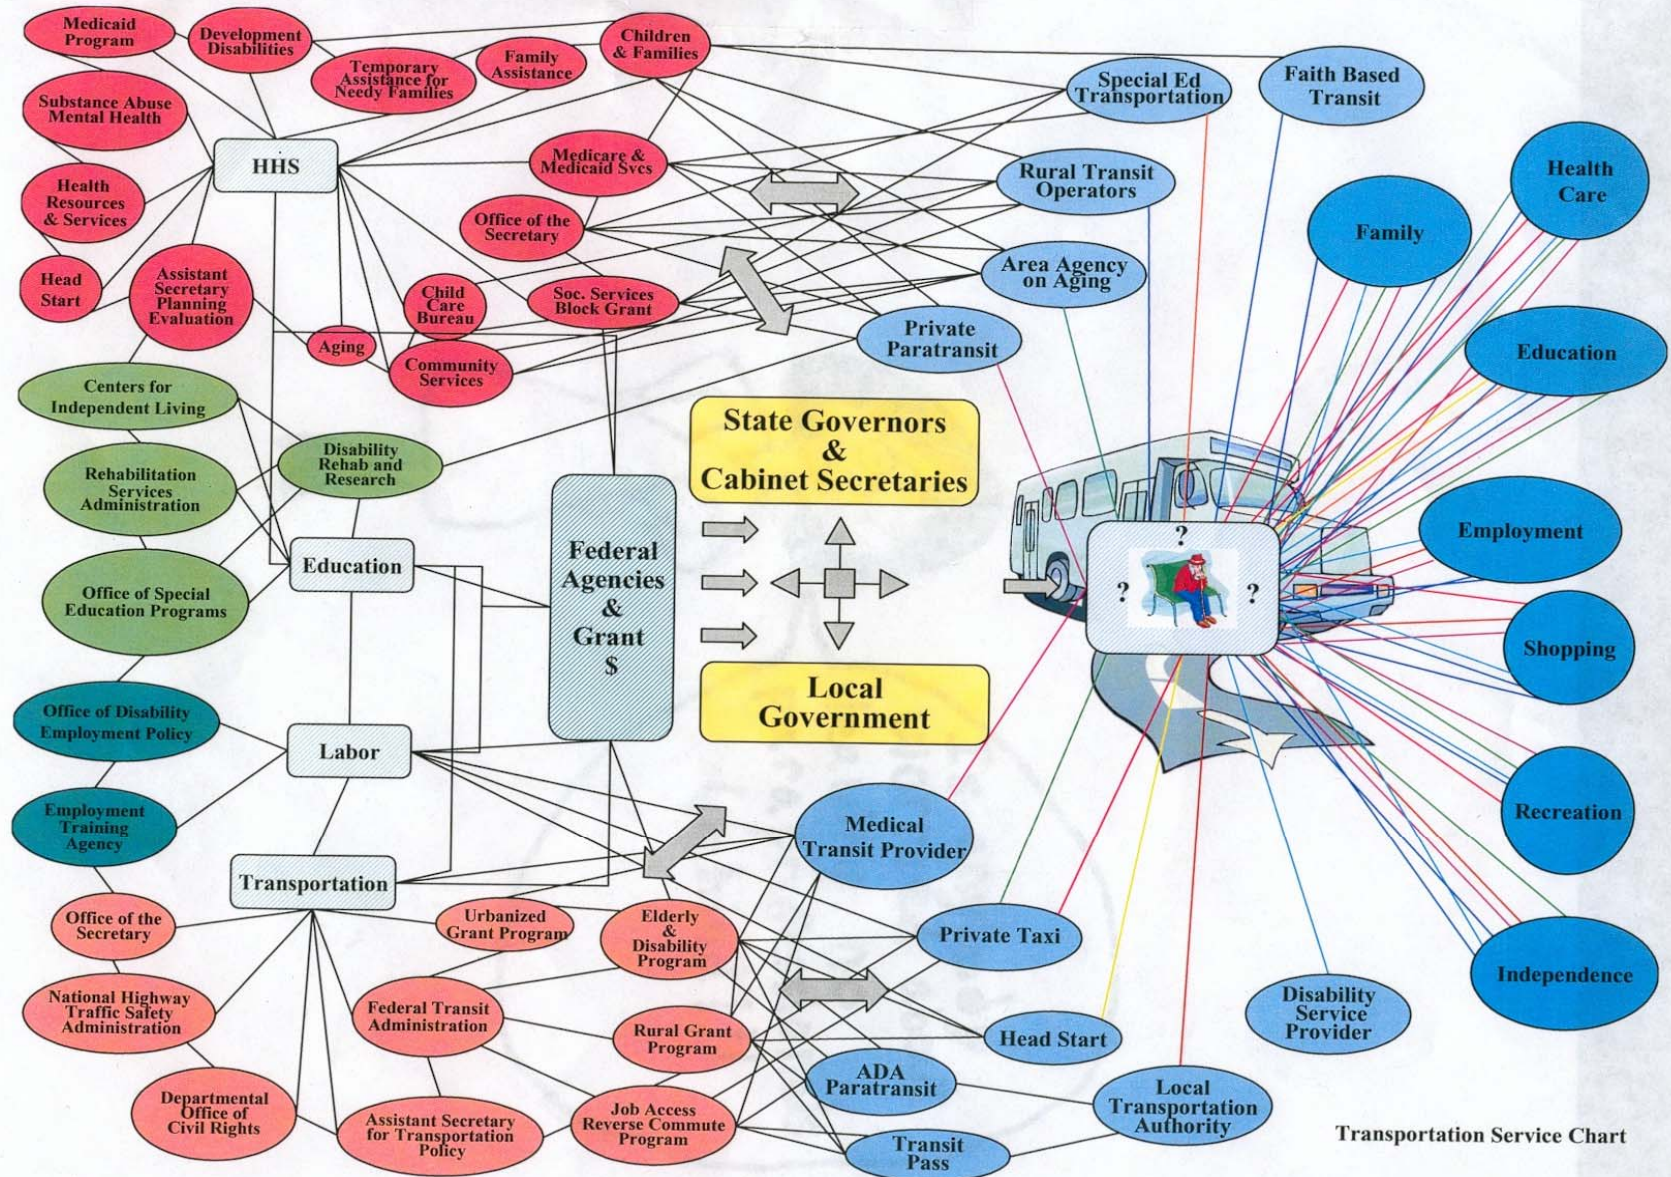 Medicaid
Program
Development
Disabilities
Temporary
Assistance for
Needy Families
Family
Assistance
Children
& Families
Substance Abuse
Mental Health
HHS
Health
Resources
& Services
Medicare &
Medicaid Svcs
Office of the
Secretary
Head
Start
Assistant
Secretary
Planning
Evaluation
Aging
Child
Care
Bureau
Soc. Services
Block Grant
Community
Services
Special Ed
Transportation
Faith Based
Transit
Rural Transit
Operators
Area Agency
on Aging
Private
Paratransit
Health
Care
Family
Education
Employment
Shopping
Recreation
Independence
Centers for
Independent Living
Disability
Rehab and
Research
Rehabilitation
Services
Administration
Office of Special
Education Programs
Education
Federal
Agencies
&
Grant
$
State Governors
&
Cabinet Secretaries
Local
Government
?
?
?
Office of Disability
Employment Policy
Labor
Employment
Training
Agency
Transportation
Office of the
Secretary
Urbanized
Grant Program
Elderly
&
Disability
Program
National Highway
Traffic Safety
Administration
Federal Transit
Administration
Rural Grant
Program
Departmental
Office of
Civil Rights
Assistant Secretary
for Transportation
Policy
Job Access
Reverse Commute
Program
Medical
Transit Provider
Private Taxi
Head Start
ADA
Paratransit
Transit
Pass
Local
Transportation
Authority
Disability
Service
Provider
Transportation Service Chart